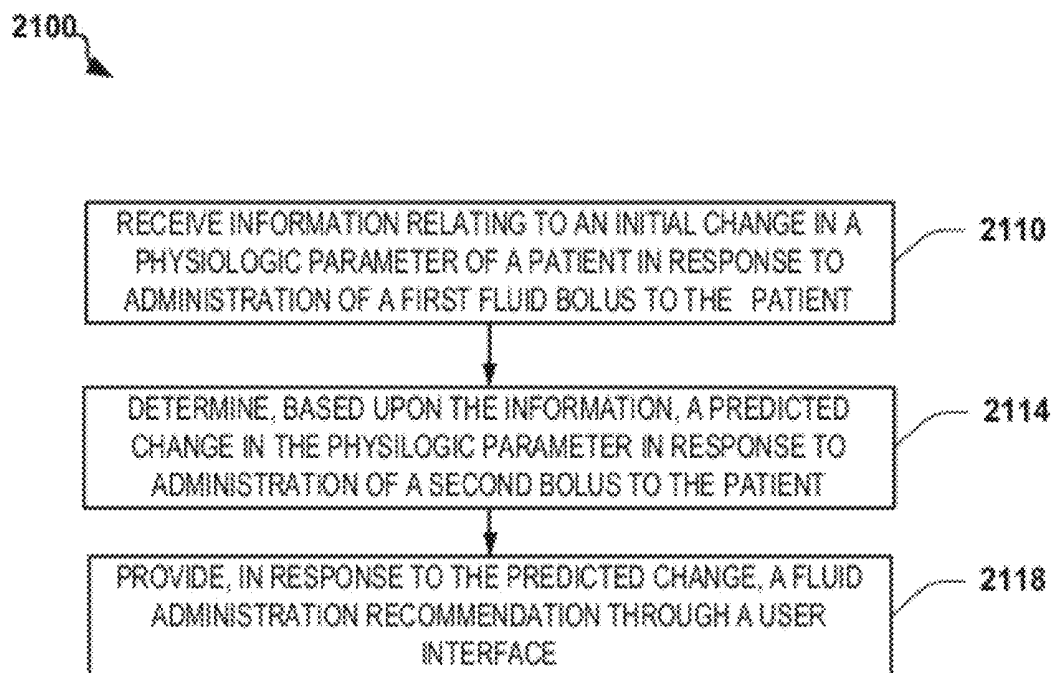 2100
RECEIVE INFORMATION RELATING TO AN INITIAL CHANGE IN A
PHYSIOLOGIC PARAMETER OF A PATIENT IN RESPONSE TO
ADMINISTRATION OF A FIRST FLUID BOLUS TO THE PATIENT
2110
DETERMINE, BASED UPON THE INFORMATION, A PREDICTED
CHANGE IN THE PHYSILOGIC PARAMETER IN RESPONSE TO
ADMINISTRATION OF A SECOND BOLUS TO THE PATIENT
2114
PROVIDE, IN RESPONSE TO THE PREDICTED CHANGE, A FLUID
ADMINISTRATION RECOMMENDATION THROUGH A USER
INTERFACE
2118